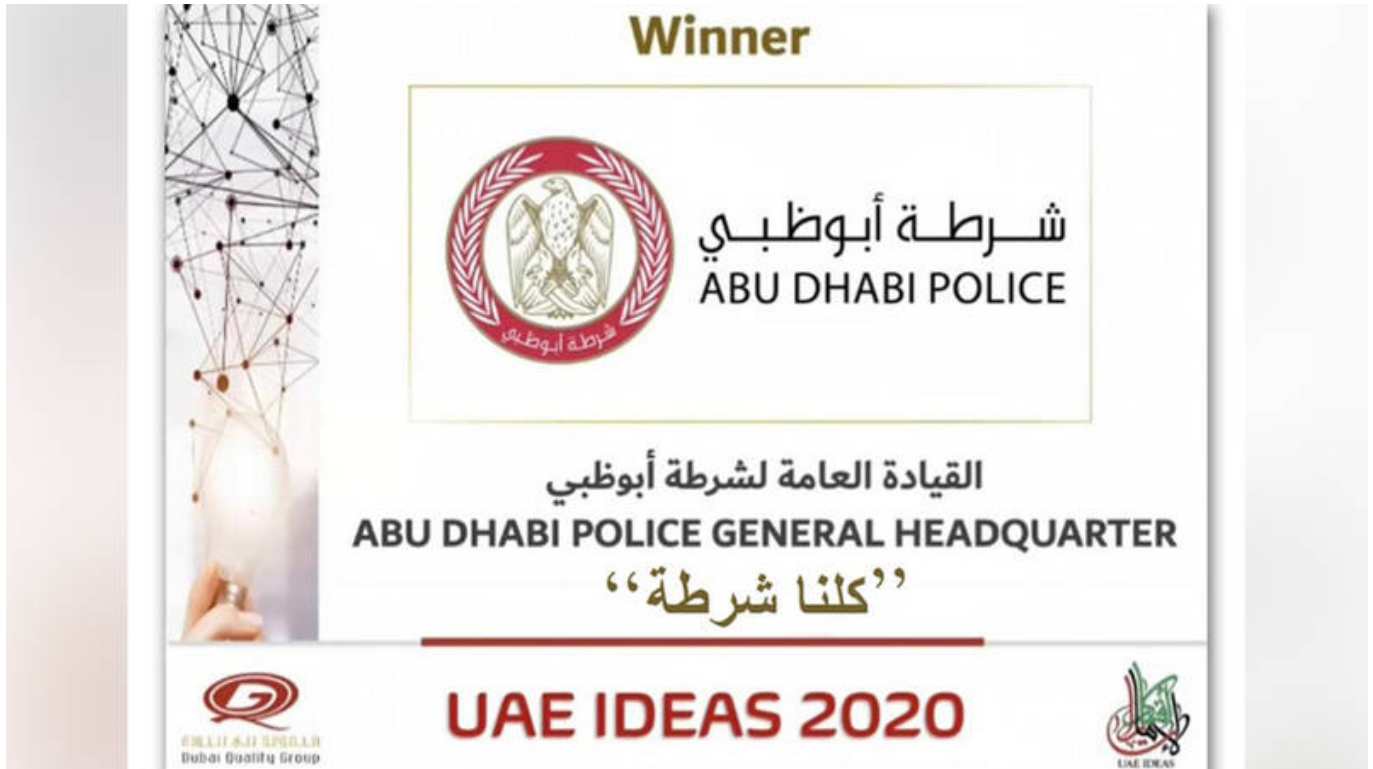 Winner
شرطة أبوظبي
ABU DHABI POLICE
شرطة أبوظبي
القيادة العامة لشرطة أبوظبي
ABU DHABI POLICE GENERAL HEADQUARTER
”كلنا شرطة“
UAE IDEAS 2020
Dubai Quality Group
UAE IDEAS